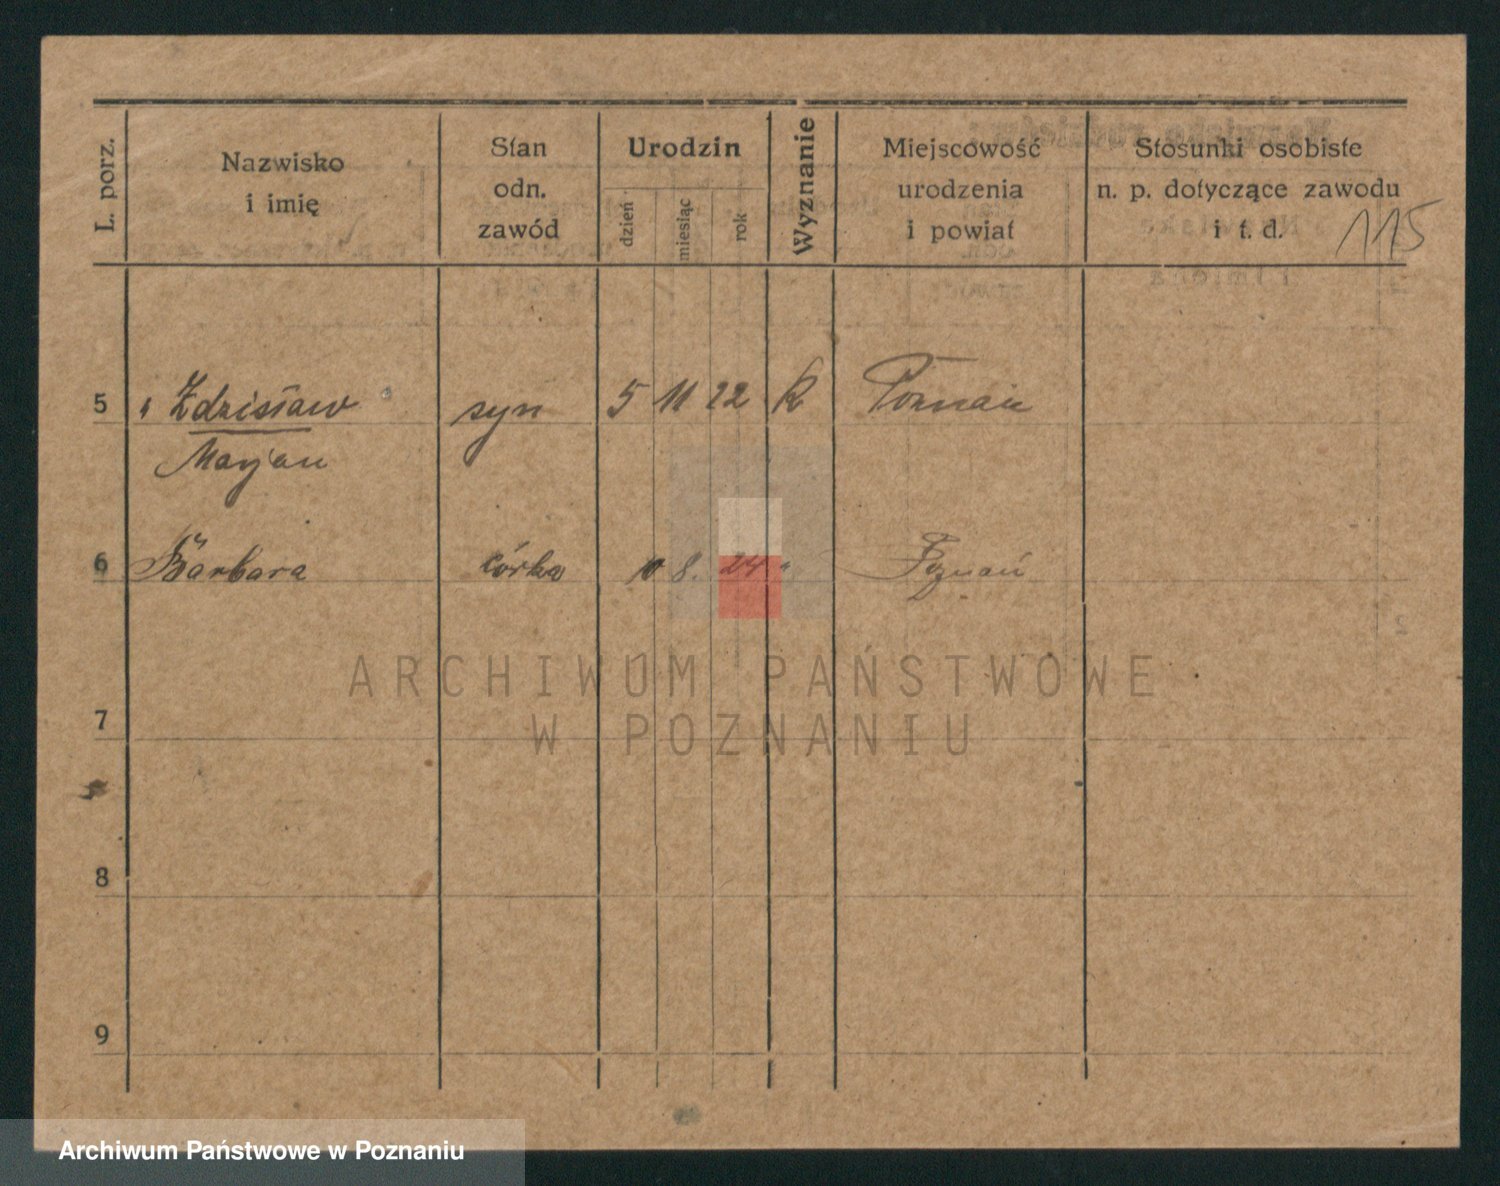 L. porz.
Nazwisko
i imię
Stan
odn.
zawód
Urodzin
dzień
miesiąc
rok
Wyznanie
Miejscowość
urodzenia
i powiat
Stosunki osobiste
n. p. dotyczące zawodu
i t. d.
115
5 Zdzisław syn 5 11 22 K Poznań
Marjan
6 Barbara córka 10 8. 24 " Poznań
ARCHIWUM PAŃSTWOWE
W POZNANIU
7
8
9
Archiwum Państwowe w Poznaniu